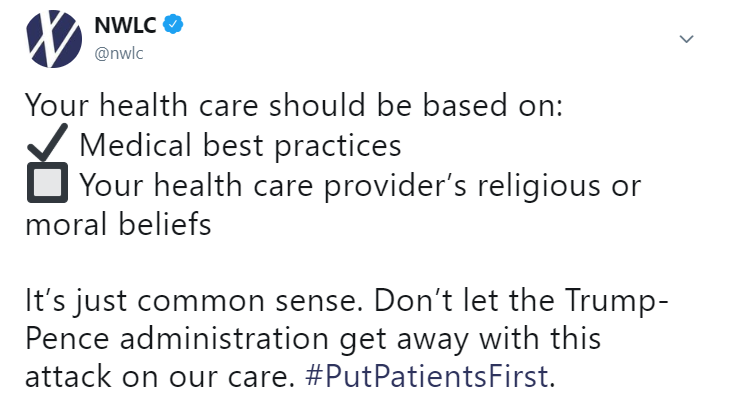 NWLC
@nwlc
Your health care should be based on:
✔ Medical best practices
◻ Your health care provider’s religious or
moral beliefs
It’s just common sense. Don’t let the Trump-
Pence administration get away with this
attack on our care. #PutPatientsFirst.